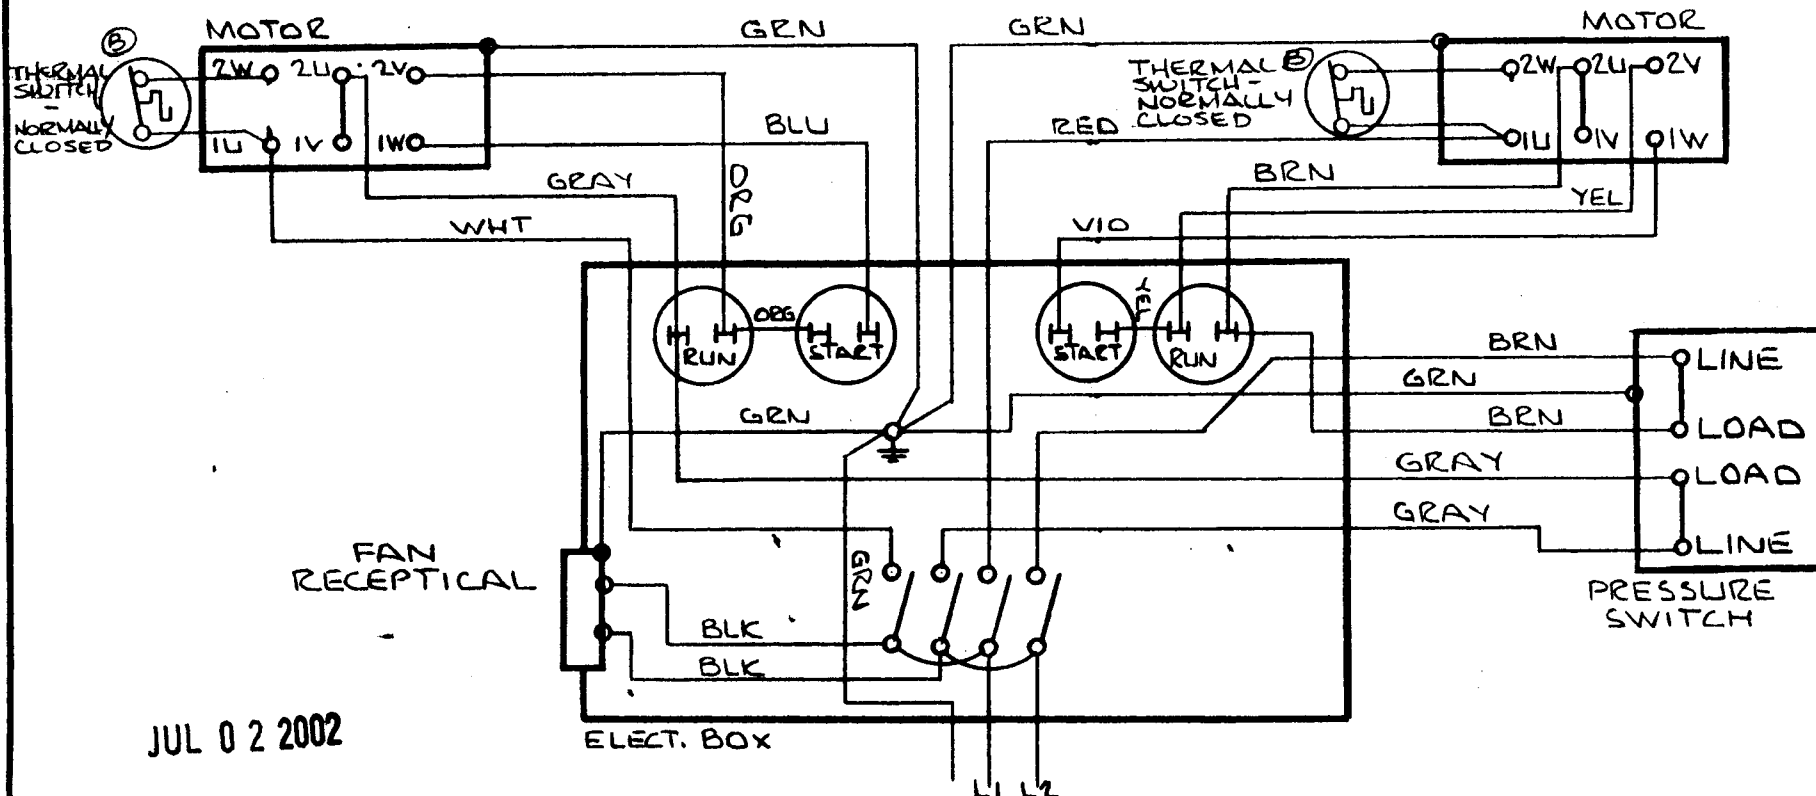 MOTOR
GRN
GRN
MOTOR
B
THERMAL
SWITCH
-
NORMALLY
CLOSED
2W 2U 2V
1U 1V 1W
THERMAL B
SWITCH -
NORMALLY
CLOSED
2W 2U 2V
1U 1V 1W
BLU
RED
GRAY
ORG
BRN
YEL
WHT
VIO
RUN
ORG
START
START
YEL
RUN
BRN
LINE
GRN
GRN
BRN
LOAD
GRAY
LOAD
GRAY
LINE
FAN
RECEPTICAL
GRN
PRESSURE
SWITCH
BLK
BLK
JUL 02 2002
ELECT. BOX
L1 L2